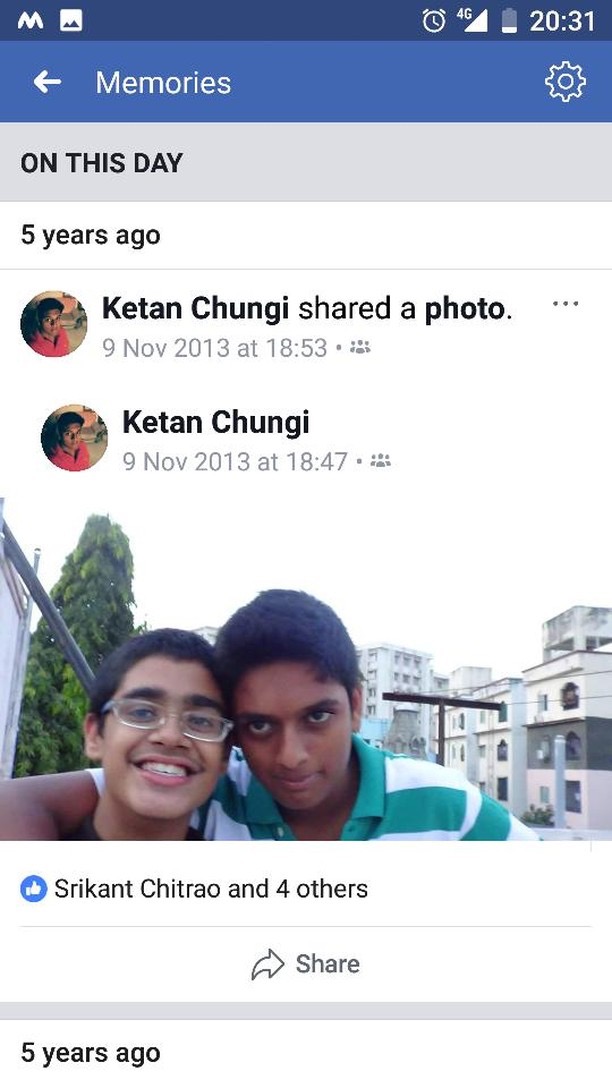 4G 20:31
Memories
ON THIS DAY
5 years ago
Ketan Chungi shared a photo.
9 Nov 2013 at 18:53 •
Ketan Chungi
9 Nov 2013 at 18:47 •
Srikant Chitrao and 4 others
Share
5 years ago